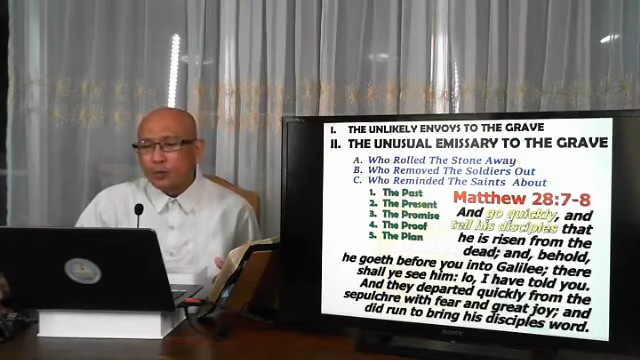 I. THE UNLIKELY ENVOYS TO THE GRAVE
II. THE UNUSUAL EMISSARY TO THE GRAVE
A. Who Rolled The Stone Away
B. Who Removed The Soldiers Out
C. Who Reminded The Saints About
1. The Past
2. The Present
3. The Promise
4. The Proof
5. The Plan
Matthew 28:7-8
And go quickly, and
tell his disciples that
he is risen from the
dead; and, behold,
he goeth before you into Galilee; there
shall ye see him: lo, I have told you.
And they departed quickly from the
sepulchre with fear and great joy; and
did run to bring his disciples word.
SONY